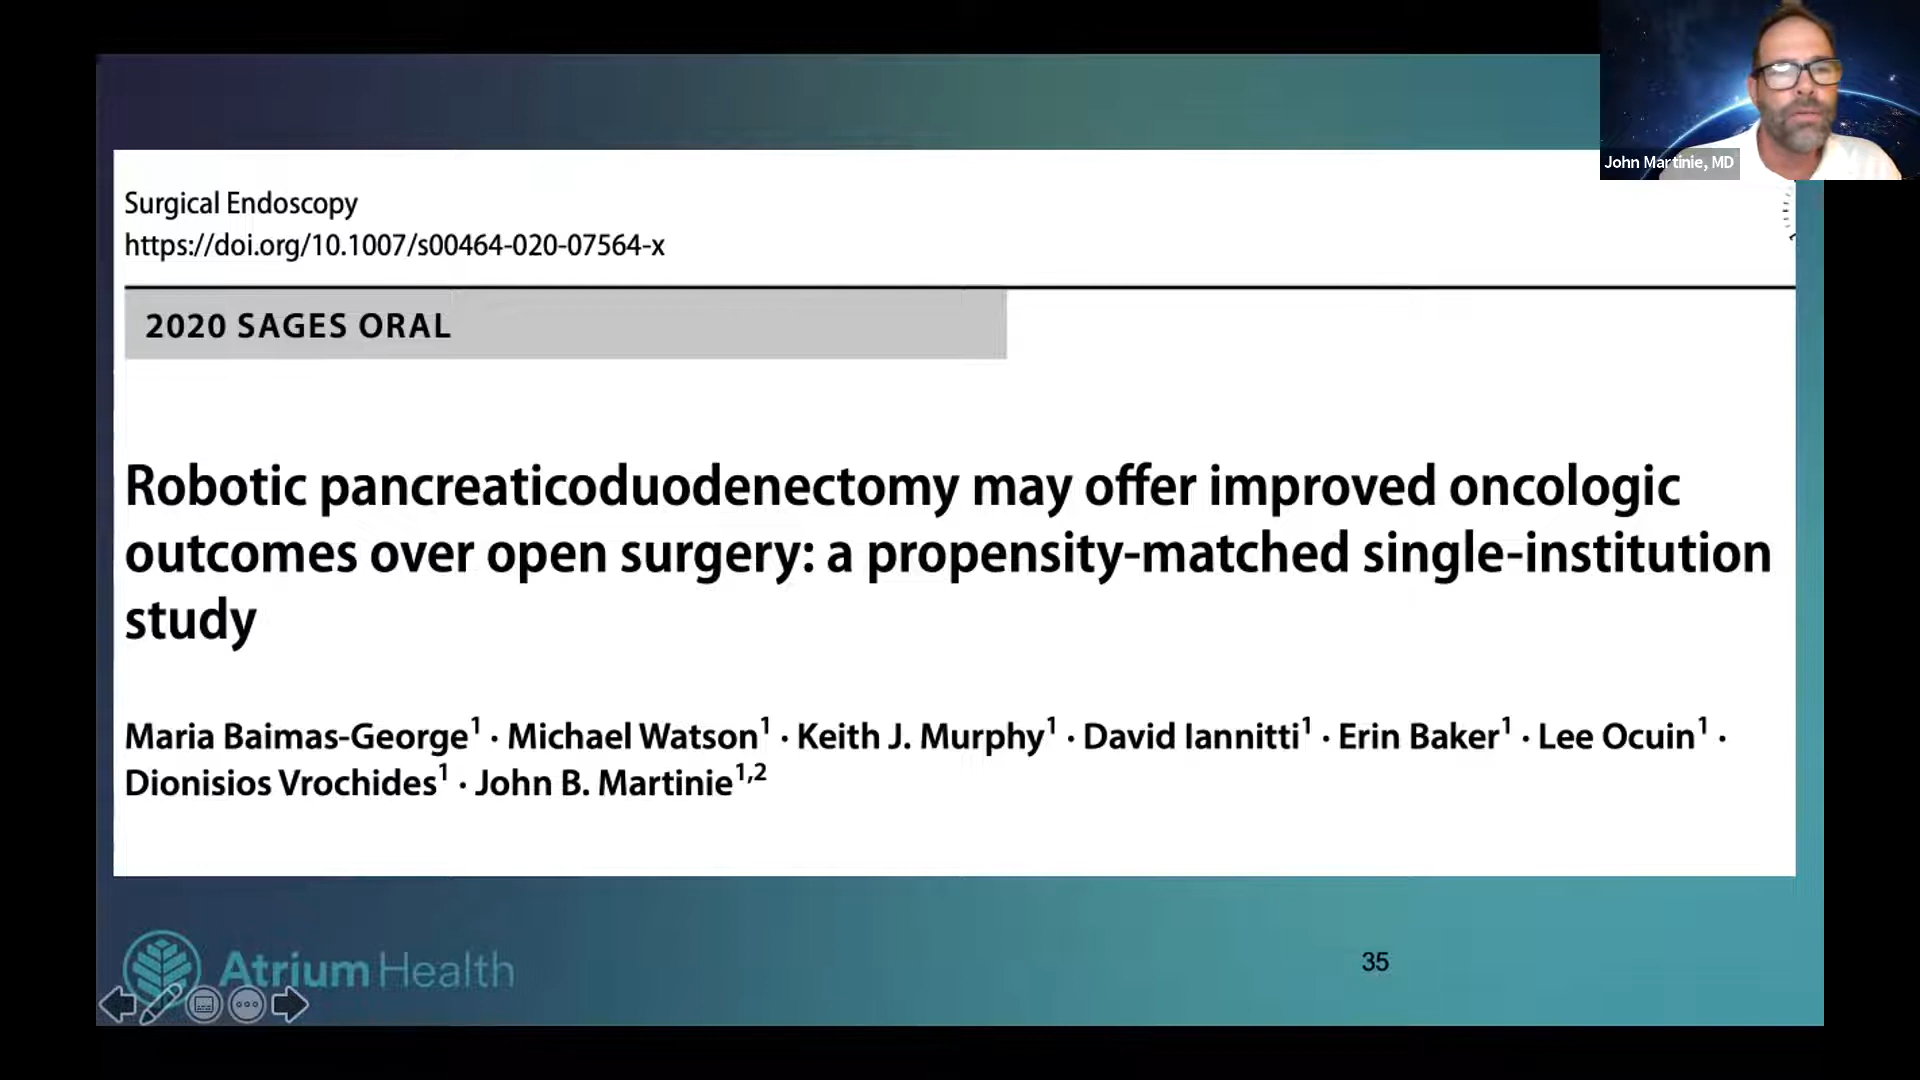 John Martinie, MD
Surgical Endoscopy
https://doi.org/10.1007/s00464-020-07564-x
2020 SAGES ORAL
Robotic pancreaticoduodenectomy may offer improved oncologic
outcomes over open surgery: a propensity-matched single-institution
study
Maria Baimas-George¹ · Michael Watson¹ · Keith J. Murphy¹ · David Iannitti¹ · Erin Baker¹ · Lee Ocuin¹ ·
Dionisios Vrochides¹ · John B. Martinie¹,²
Atrium Health
35